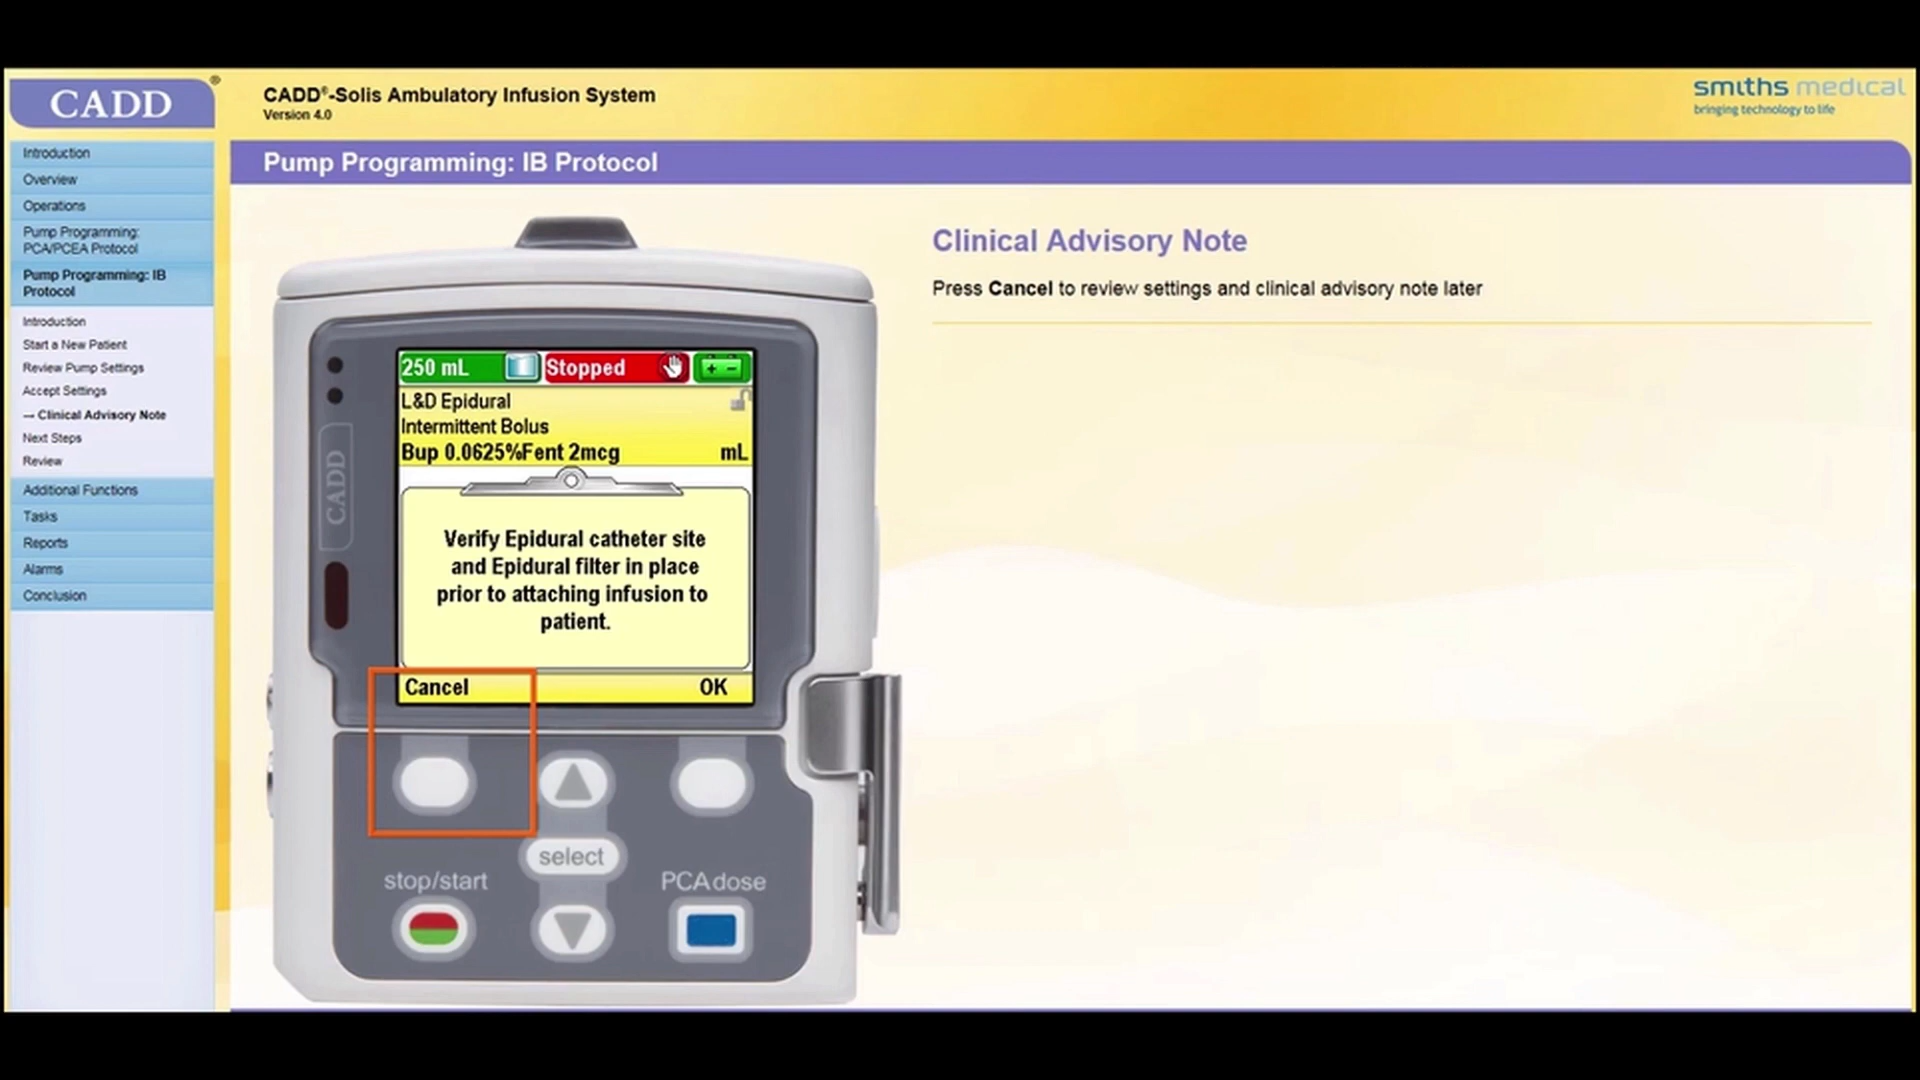 CADD®
CADD®-Solis Ambulatory Infusion System
Version 4.0
smiths medical
bringing technology to life
Introduction
Overview
Operations
Pump Programming:
PCA/PCEA Protocol
Pump Programming: IB
Protocol
Introduction
Start a New Patient
Review Pump Settings
Accept Settings
→ Clinical Advisory Note
Next Steps
Review
Additional Functions
Tasks
Reports
Alarms
Conclusion
Pump Programming: IB Protocol
Clinical Advisory Note
Press Cancel to review settings and clinical advisory note later
250 mL Stopped + -
L&D Epidural
Intermittent Bolus
Bup 0.0625%Fent 2mcg mL
CADD
Verify Epidural catheter site
and Epidural filter in place
prior to attaching infusion to
patient.
Cancel OK
select
stop/start PCA dose